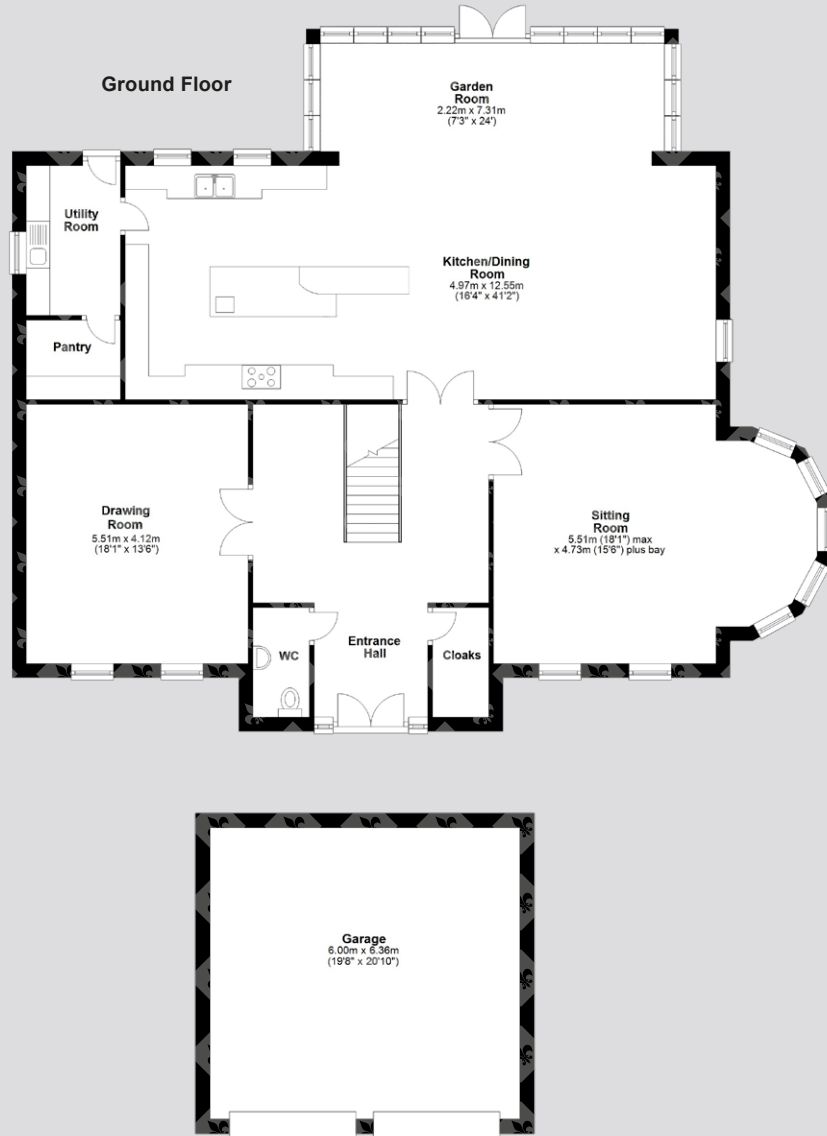 Ground Floor
Garden
Room
2.22m x 7.31m
(7'3" x 24')
Utility
Room
Kitchen/Dining
Room
4.97m x 12.55m
(16'4" x 41'2")
Pantry
Drawing
Room
5.51m x 4.12m
(18'1" x 13'6")
Sitting
Room
5.51m (18'1") max
x 4.73m (15'6") plus bay
Entrance
Hall
WC
Cloaks
Garage
6.00m x 6.36m
(19'8" x 20'10")